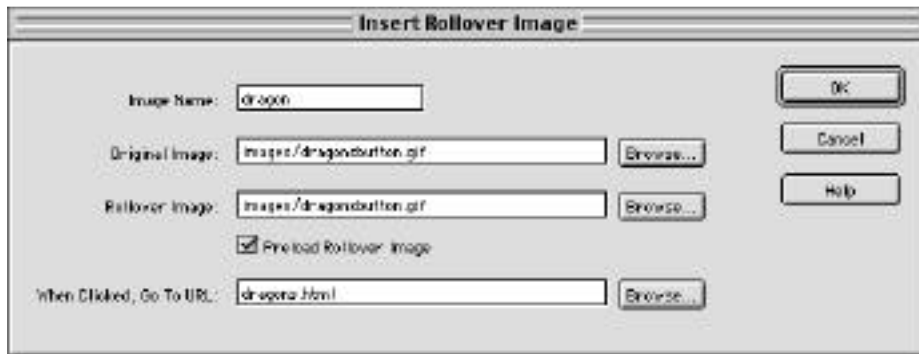 Insert Rollover Image
Image Name: dragon
OK
Original Image: images/dragonsbutton.gif Browse...
Cancel
Rollover Image: images/dragonsbutton.gif Browse...
Help
Preload Rollover Image
When Clicked, Go To URL: dragons.html Browse...